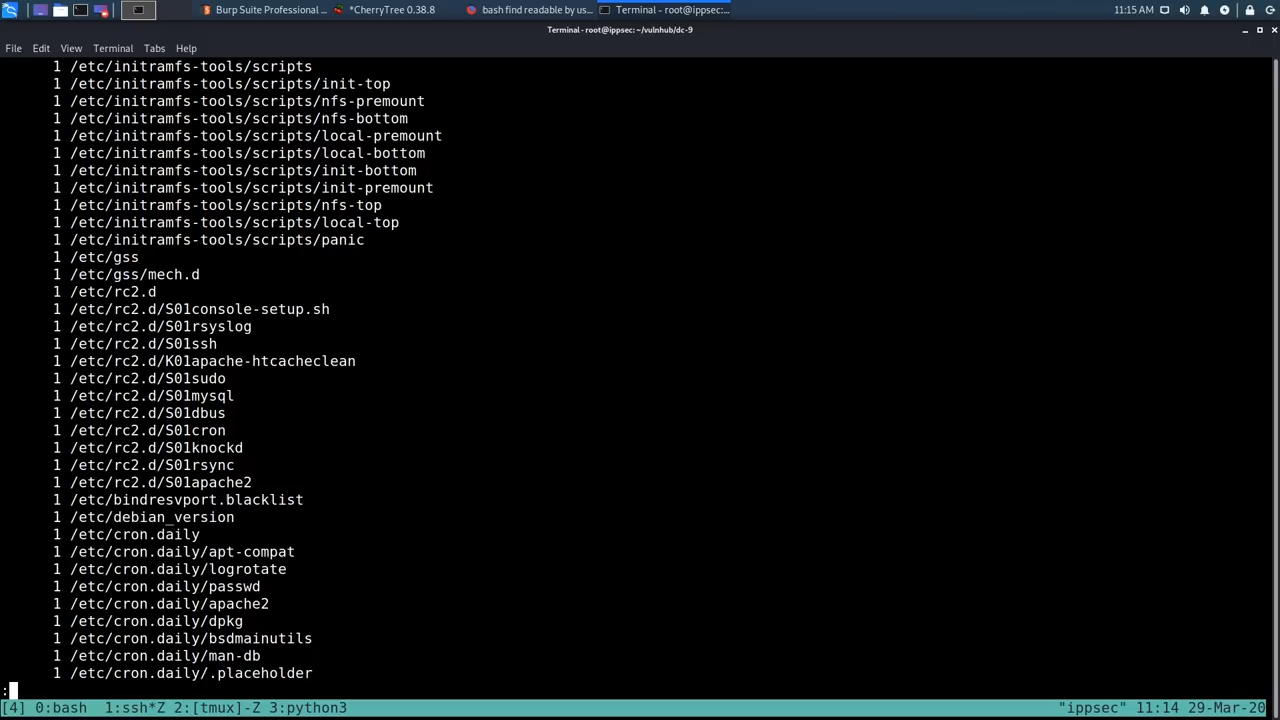 Burp Suite Professional ...
*CherryTree 0.38.8
bash find readable by us...
Terminal - root@ippsec:...
11:15 AM
Terminal - root@ippsec: ~/vulnhub/dc-9
File Edit View Terminal Tabs Help
1 /etc/initramfs-tools/scripts
1 /etc/initramfs-tools/scripts/init-top
1 /etc/initramfs-tools/scripts/nfs-premount
1 /etc/initramfs-tools/scripts/nfs-bottom
1 /etc/initramfs-tools/scripts/local-premount
1 /etc/initramfs-tools/scripts/local-bottom
1 /etc/initramfs-tools/scripts/init-bottom
1 /etc/initramfs-tools/scripts/init-premount
1 /etc/initramfs-tools/scripts/nfs-top
1 /etc/initramfs-tools/scripts/local-top
1 /etc/initramfs-tools/scripts/panic
1 /etc/gss
1 /etc/gss/mech.d
1 /etc/rc2.d
1 /etc/rc2.d/S01console-setup.sh
1 /etc/rc2.d/S01rsyslog
1 /etc/rc2.d/S01ssh
1 /etc/rc2.d/K01apache-htcacheclean
1 /etc/rc2.d/S01sudo
1 /etc/rc2.d/S01mysql
1 /etc/rc2.d/S01dbus
1 /etc/rc2.d/S01cron
1 /etc/rc2.d/S01knockd
1 /etc/rc2.d/S01rsync
1 /etc/rc2.d/S01apache2
1 /etc/bindresvport.blacklist
1 /etc/debian_version
1 /etc/cron.daily
1 /etc/cron.daily/apt-compat
1 /etc/cron.daily/logrotate
1 /etc/cron.daily/passwd
1 /etc/cron.daily/apache2
1 /etc/cron.daily/dpkg
1 /etc/cron.daily/bsdmainutils
1 /etc/cron.daily/man-db
1 /etc/cron.daily/.placeholder
:
[4] 0:bash  1:ssh*Z 2:[tmux]-Z 3:python3 "ippsec" 11:14 29-Mar-20